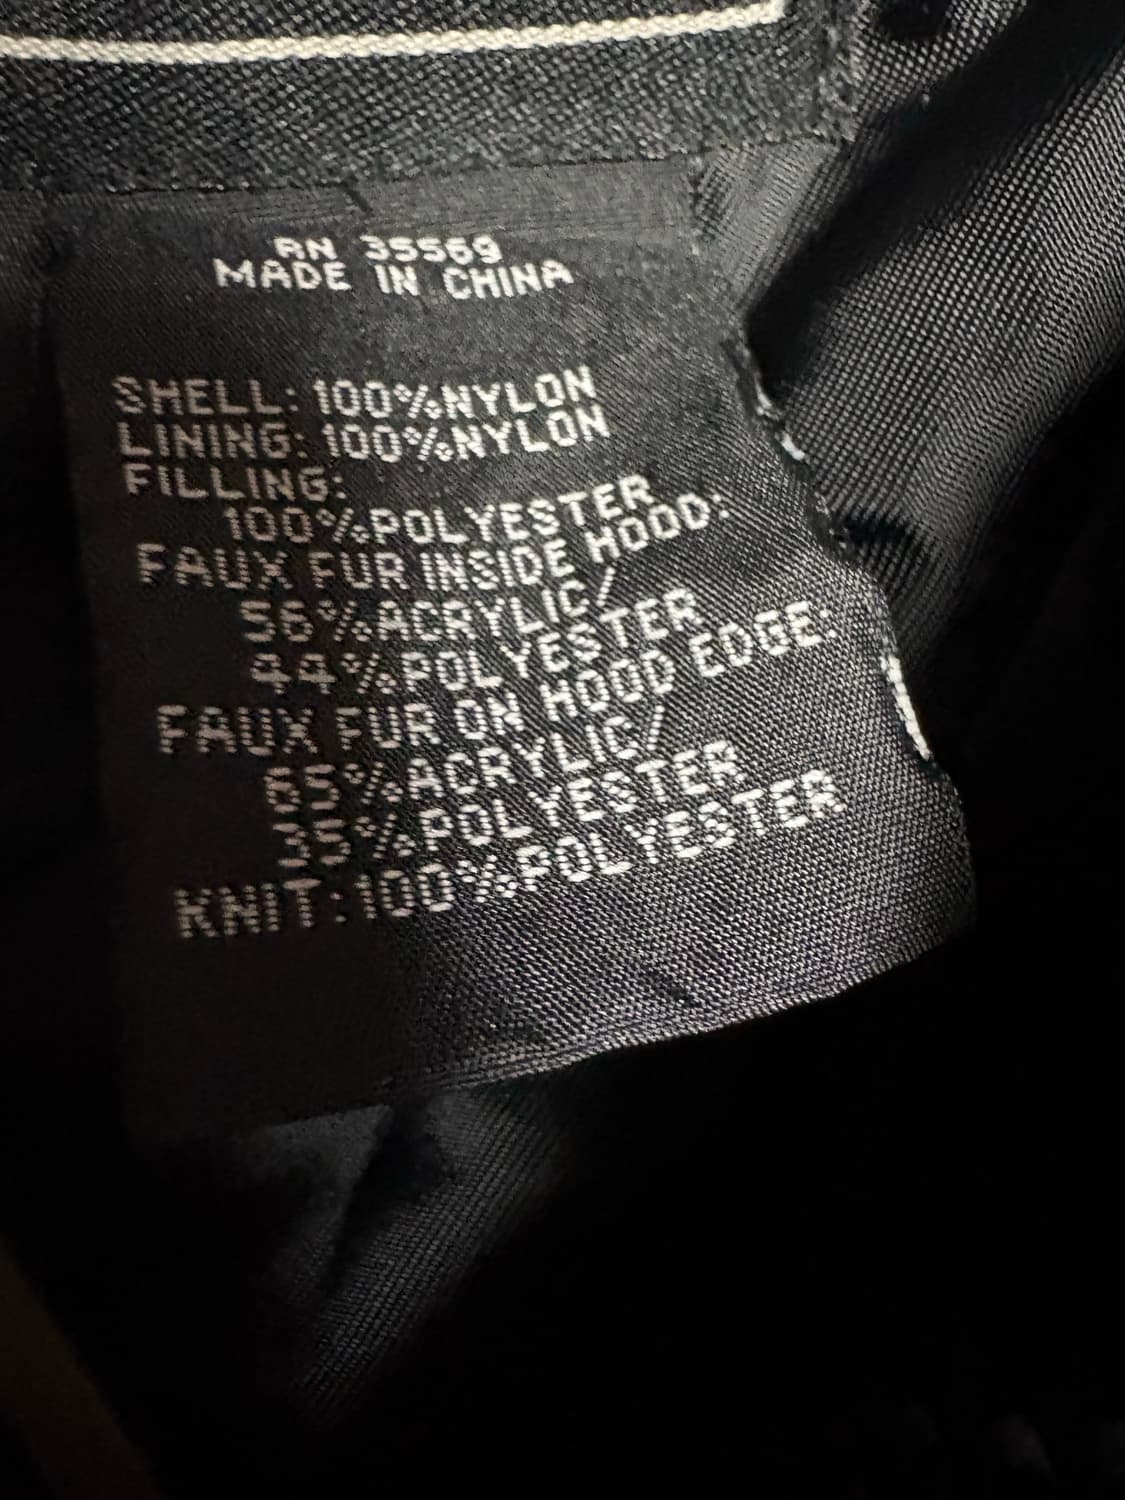 RN 35569
MADE IN CHINA
SHELL: 100%NYLON
LINING: 100%NYLON
FILLING:
100%POLYESTER
FAUX FUR INSIDE HOOD:
56%ACRYLIC/
44%POLYESTER
FAUX FUR ON HOOD EDGE:
65%ACRYLIC/
35%POLYESTER
KNIT:100%POLYESTER